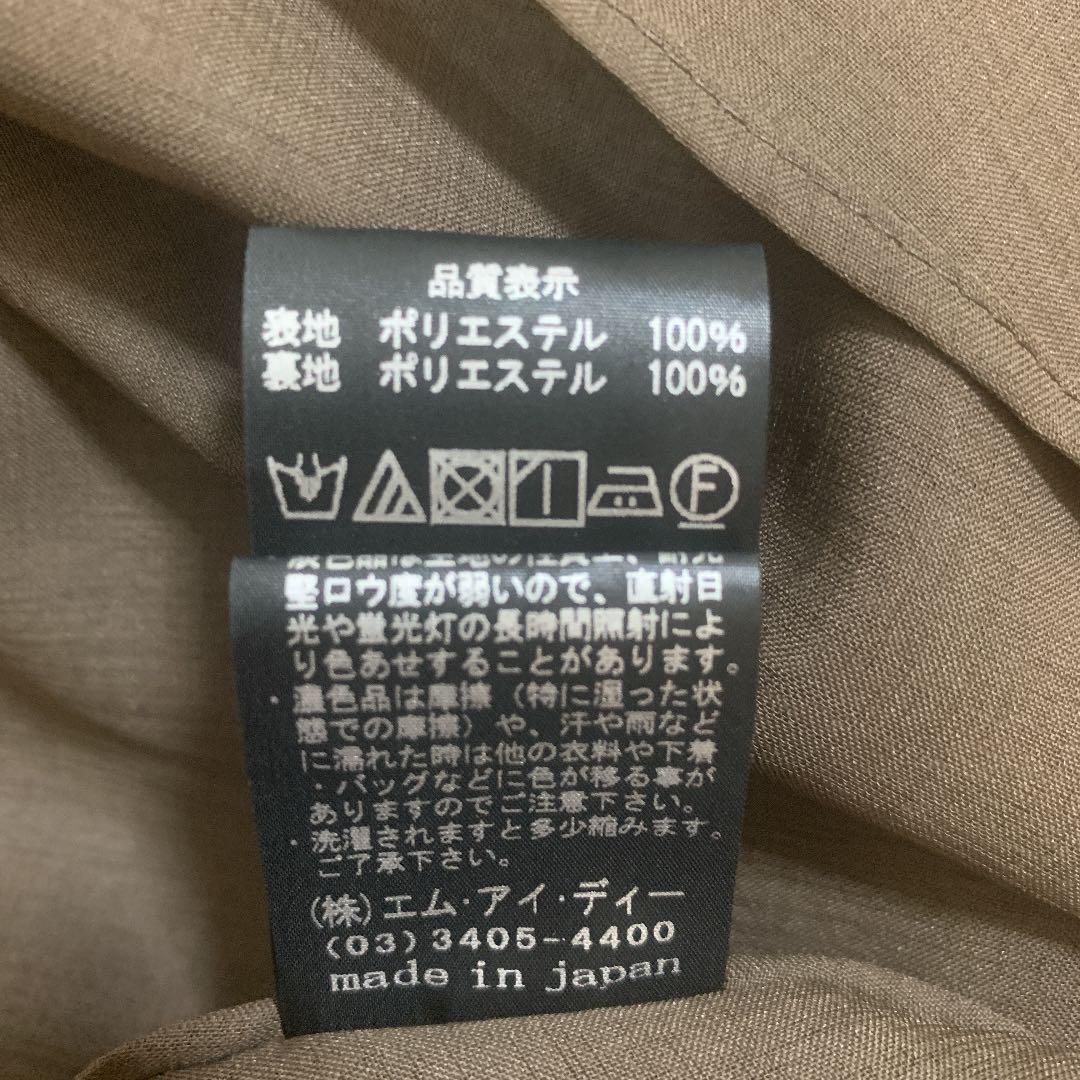 品質表示
表地 ポリエステル 100%
裏地 ポリエステル 100%
F
堅ロウ度が弱いので、直射日
光や蛍光灯の長時間照射によ
り色あせすることがあります。
・濃色品は摩擦（特に湿った状
態での摩擦）や、汗や雨など
に濡れた時は他の衣料や下着
・バッグなどに色が移る事が
ありますのでご注意下さい。
・洗濯されますと多少縮みます。
ご了承下さい。
(株)エム・アイ・ディー
(03)3405-4400
made in japan